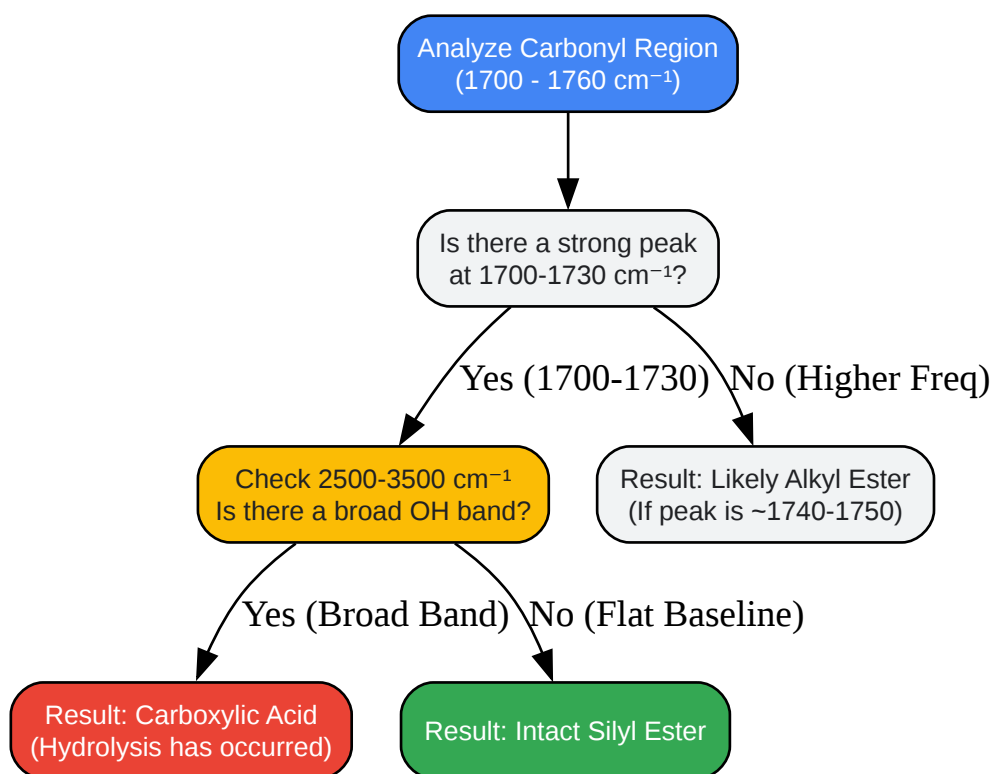 Analyze Carbonyl Region
(1700 - 1760 cm⁻¹)
Is there a strong peak
at 1700-1730 cm⁻¹?
Yes (1700-1730)
No (Higher Freq)
Check 2500-3500 cm⁻¹
Is there a broad OH band?
Result: Likely Alkyl Ester
(If peak is ~1740-1750)
Yes (Broad Band)
No (Flat Baseline)
Result: Carboxylic Acid
(Hydrolysis has occurred)
Result: Intact Silyl Ester